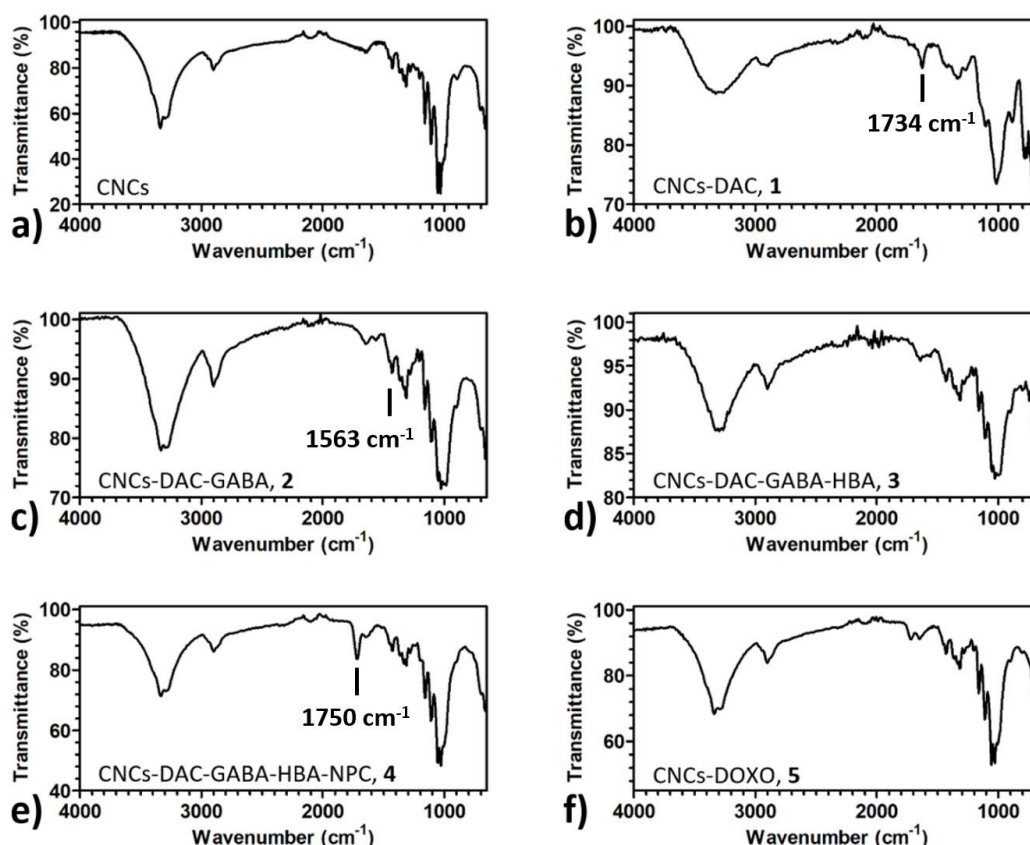 Transmittance (%)
100
80
60
40
20
4000
3000
2000
1000
Wavenumber (cm-1)
CNCs
a)
Transmittance (%)
100
90
80
70
4000
3000
2000
1000
Wavenumber (cm-1)
1734 cm-1
CNCs-DAC, 1
b)
Transmittance (%)
100
90
80
70
4000
3000
2000
1000
Wavenumber (cm-1)
1563 cm-1
CNCs-DAC-GABA, 2
c)
Transmittance (%)
100
95
90
85
80
4000
3000
2000
1000
Wavenumber (cm-1)
CNCs-DAC-GABA-HBA, 3
d)
Transmittance (%)
100
80
60
40
4000
3000
2000
1000
Wavenumber (cm-1)
1750 cm-1
CNCs-DAC-GABA-HBA-NPC, 4
e)
Transmittance (%)
100
80
60
4000
3000
2000
1000
Wavenumber (cm-1)
CNCs-DOXO, 5
f)